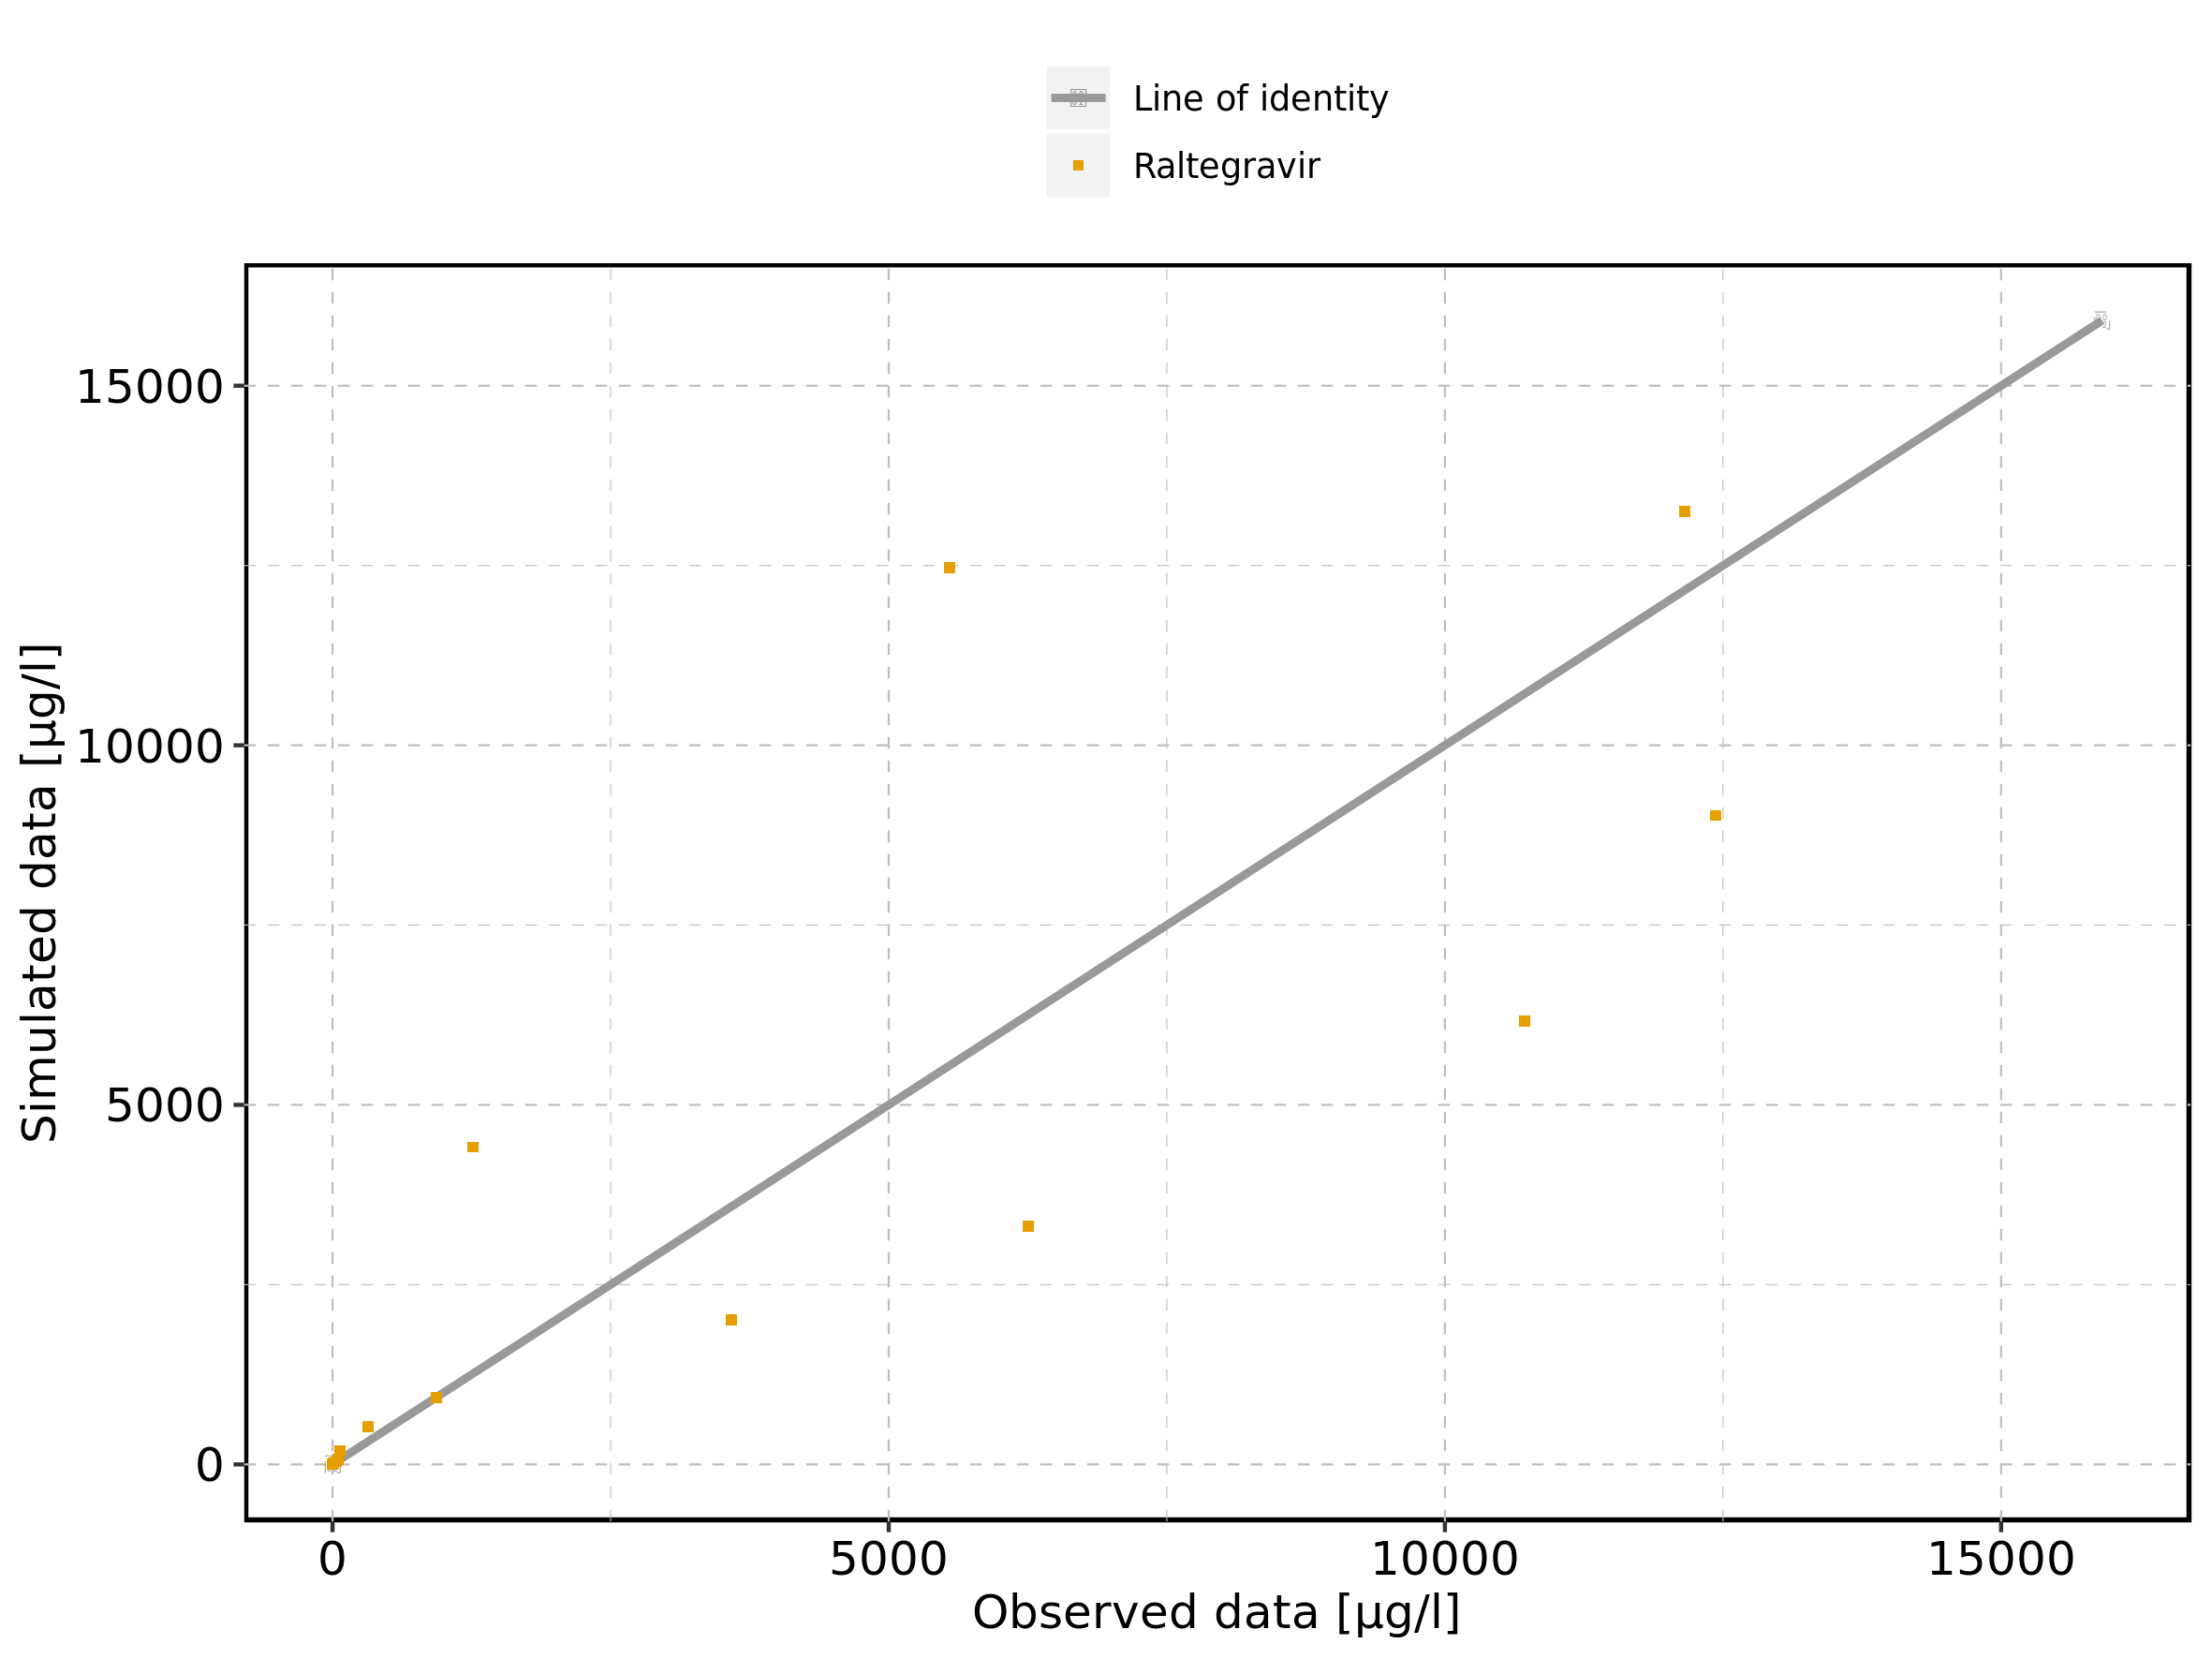 Line of identity
Raltegravir
15000
10000
5000
0
Simulated data [µg/l]
0 5000 10000 15000
Observed data [µg/l]